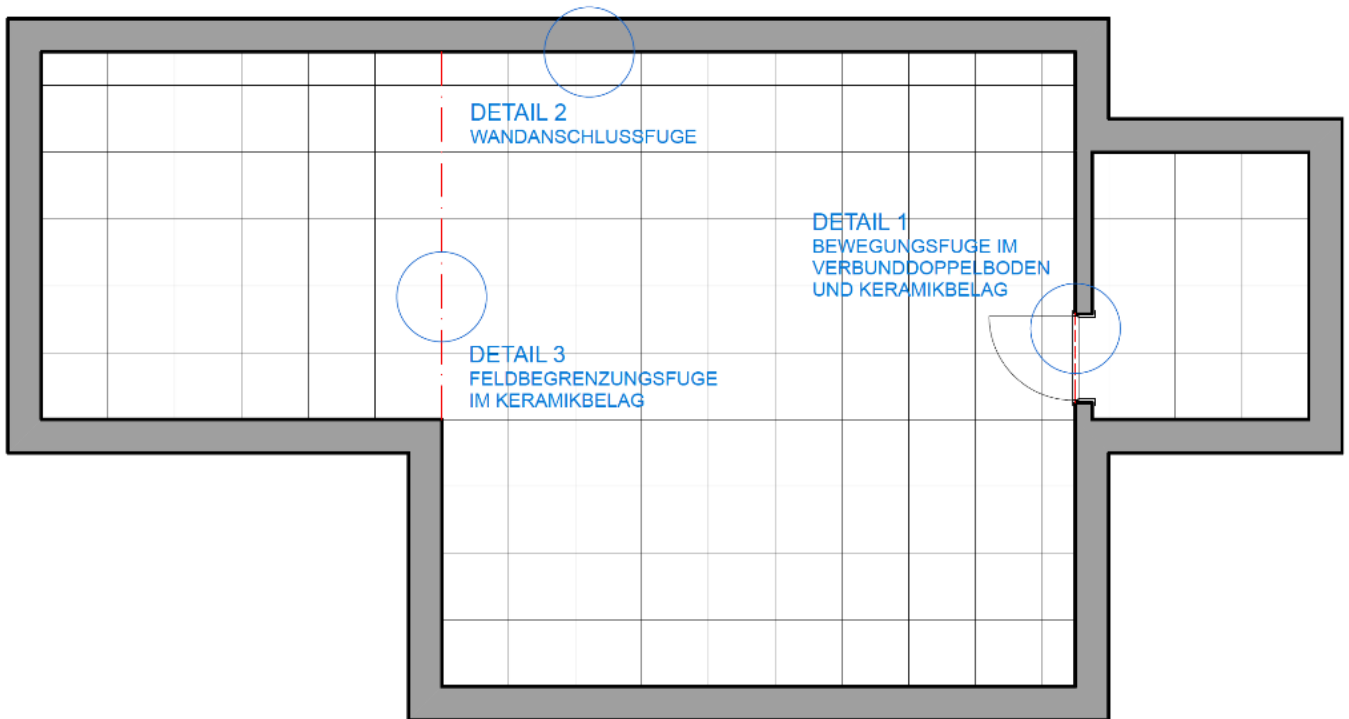 DETAIL 2
WANDANSCHLUSSFUGE
DETAIL 1
BEWEGUNGSFUGE IM
VERBUNDDOPPELBODEN
UND KERAMIKBELAG
DETAIL 3
FELDBEGRENZUNGSFUGE
IM KERAMIKBELAG